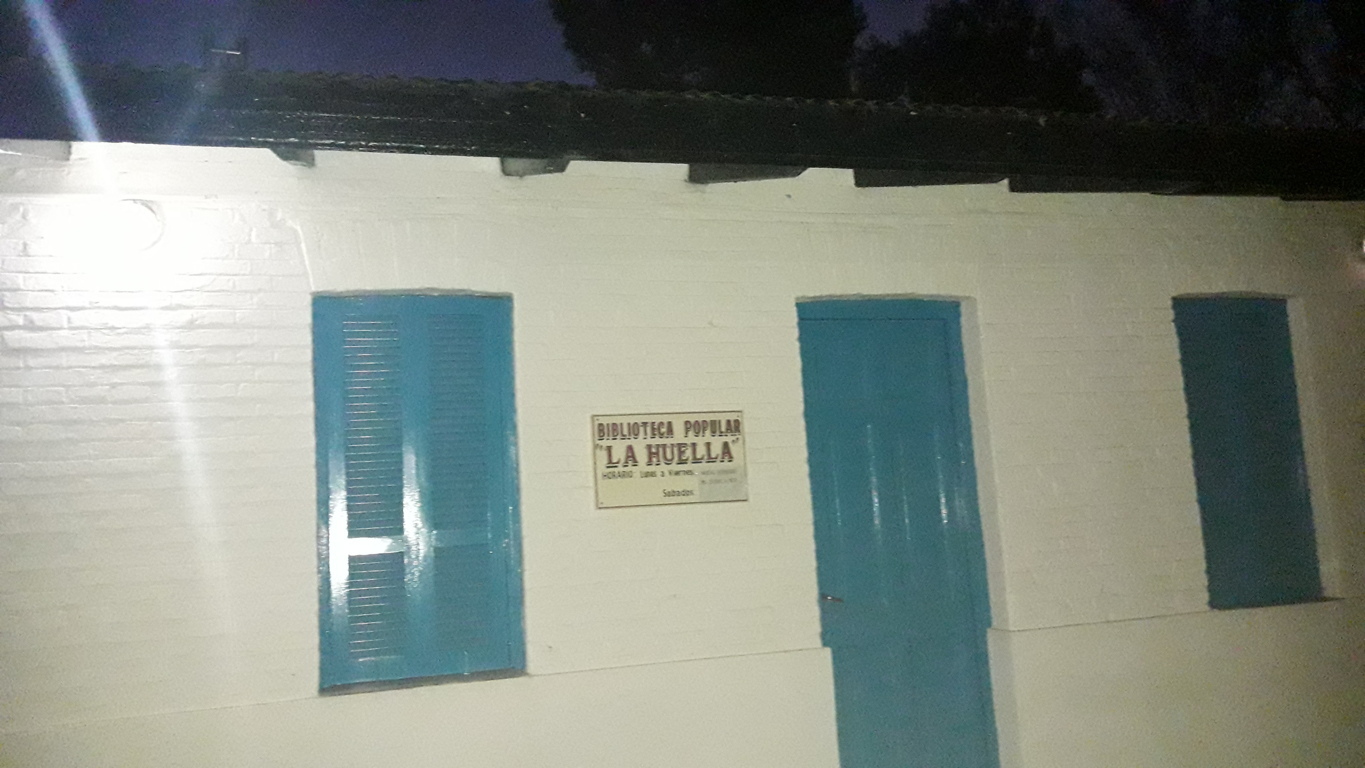 BIBLIOTECA POPULAR
"LA HUELLA"
HORARIO: Lunes a Viernes
Sabados